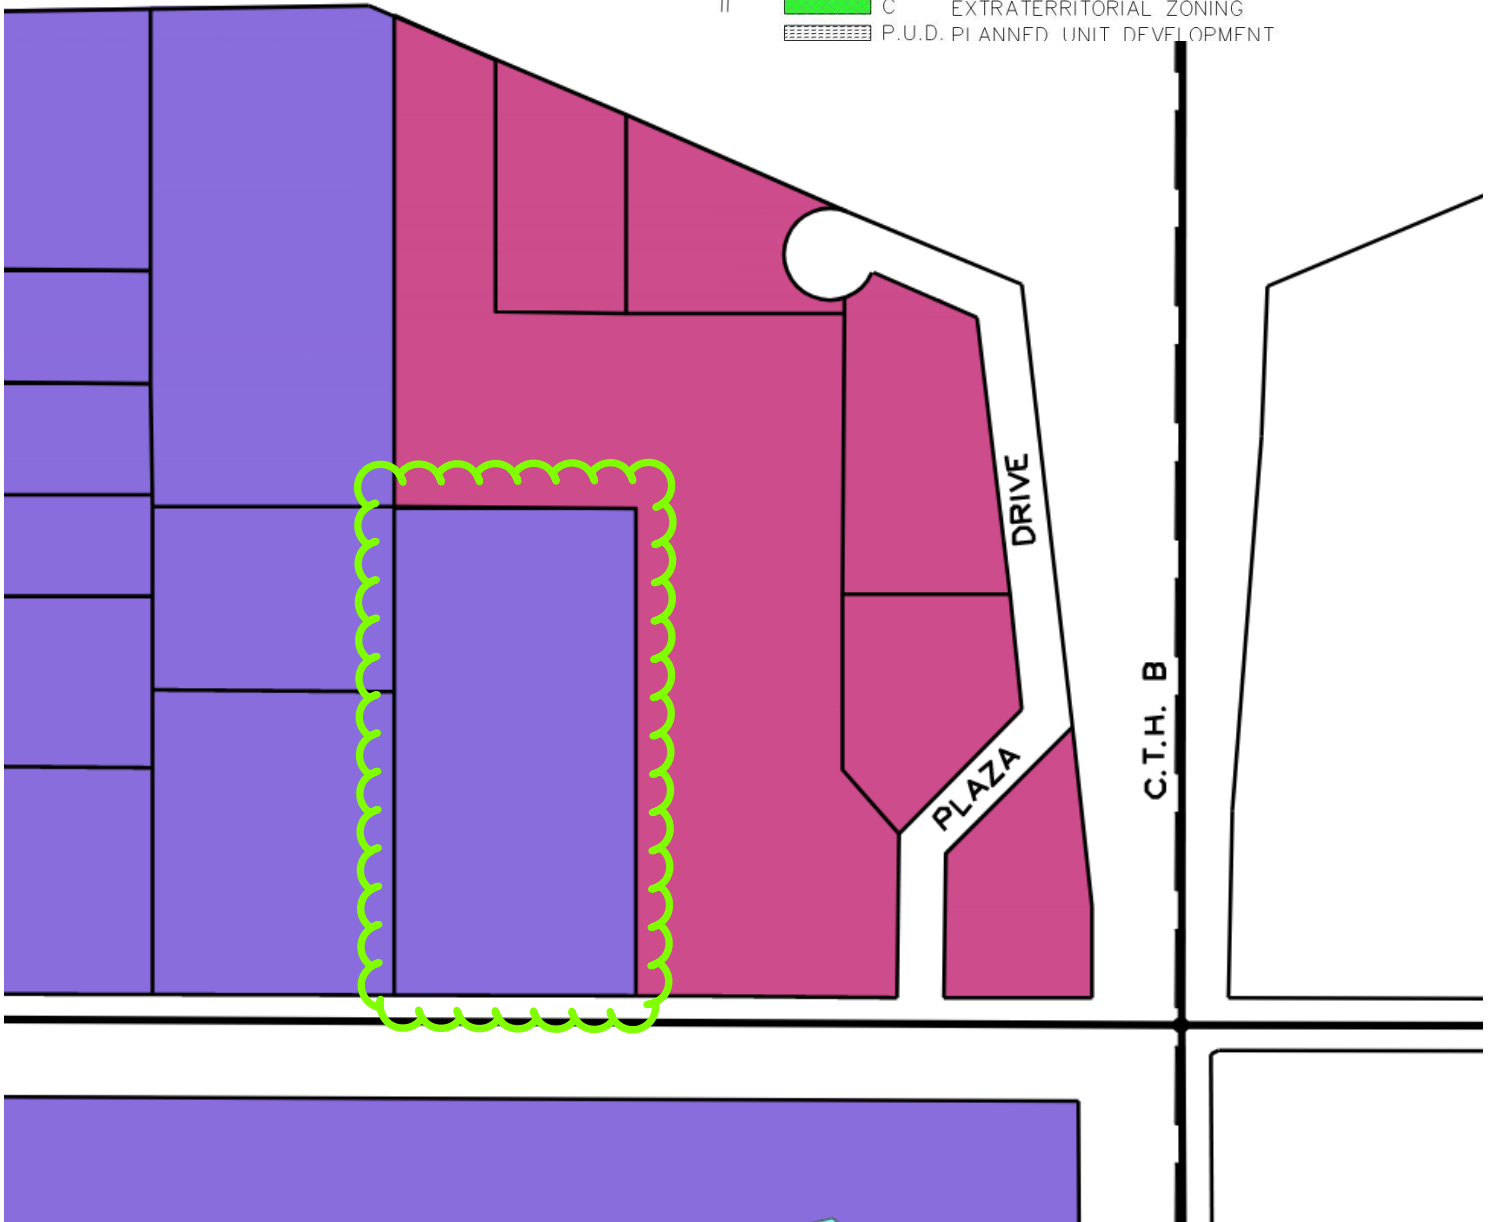 C EXTRATERRITORIAL ZONING
P.U.D. PLANNED UNIT DEVELOPMENT
DRIVE
C.T.H. B
PLAZA